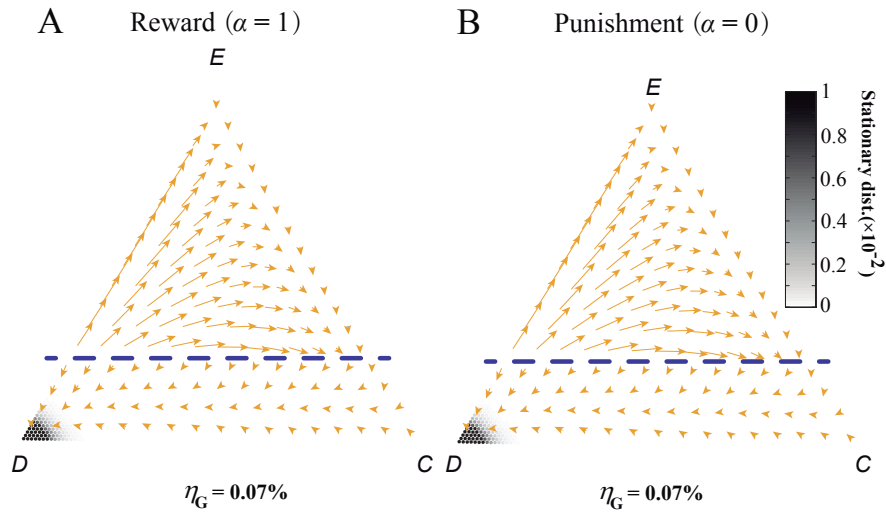 A
Reward (α = 1)
B
Punishment (α = 0)
E
E
1
0.8
0.6
0.4
0.2
0
Stationary dist.(×10⁻²)
D
C
D
C
η_G = 0.07%
η_G = 0.07%